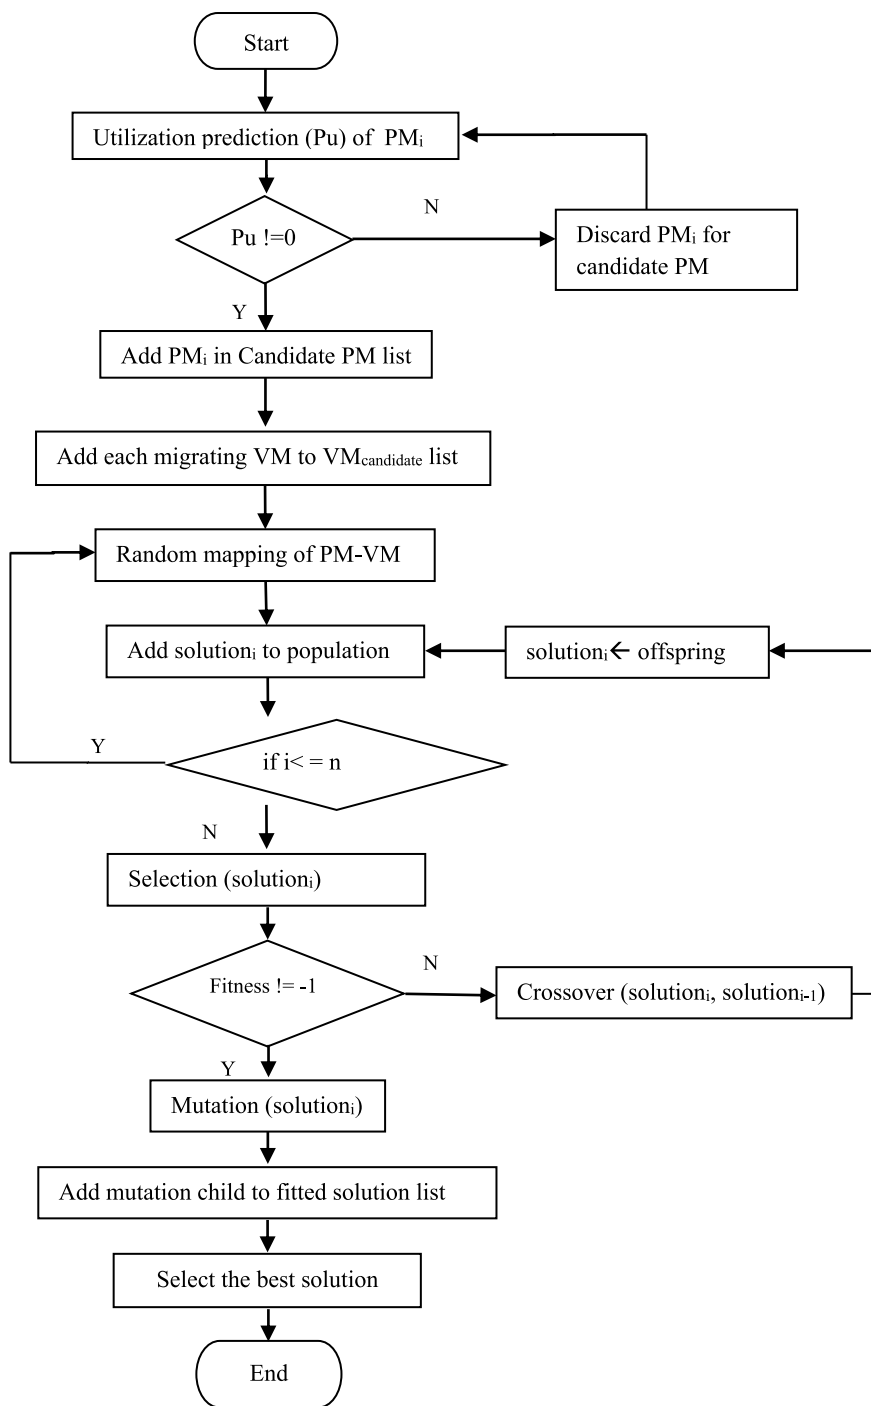 Start
Utilization prediction (Pu) of PMi
N
Pu !=0
Discard PMi for
candidate PM
Y
Add PMi in Candidate PM list
Add each migrating VM to VMcandidate list
Random mapping of PM-VM
Add solutioni to population
solutioni← offspring
Y
if i< = n
N
Selection (solutioni)
N
Fitness != -1
Crossover (solutioni, solutioni-1)
Y
Mutation (solutioni)
Add mutation child to fitted solution list
Select the best solution
End